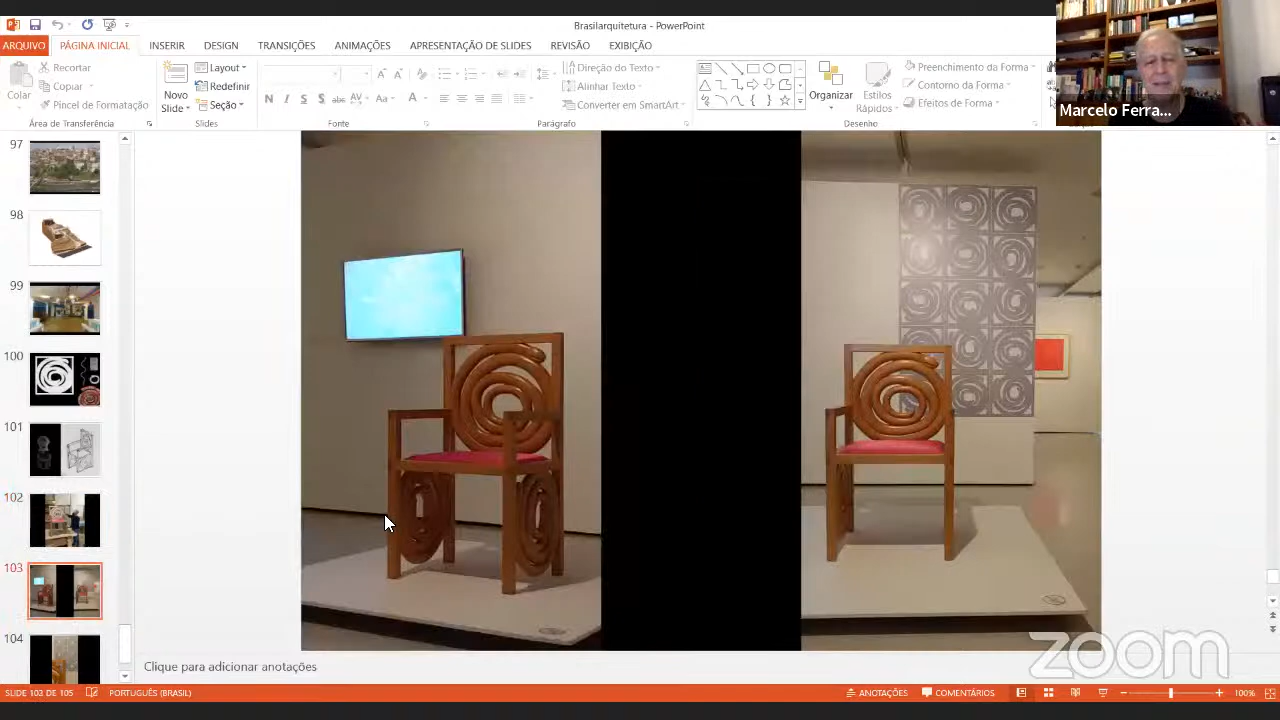 Brasilarquitetura - PowerPoint
ARQUIVO PÁGINA INICIAL INSERIR DESIGN TRANSIÇÕES ANIMAÇÕES APRESENTAÇÃO DE SLIDES REVISÃO EXIBIÇÃO
Colar
Recortar
Copiar
Pincel de Formatação
Área de Transferência
Novo
Slide
Layout
Redefinir
Seção
Slides
N I S S abc AV Aa A
Fonte
Direção do Texto
Alinhar Texto
Converter em SmartArt
Parágrafo
Organizar
Estilos
Rápidos
Preenchimento da Forma
Contorno da Forma
Efeitos de Forma
Desenho
Marcelo Ferra...
97
98
99
100
101
102
103
104
Clique para adicionar anotações
zoom
SLIDE 103 DE 105 PORTUGUÊS (BRASIL) ANOTAÇÕES COMENTÁRIOS 100%